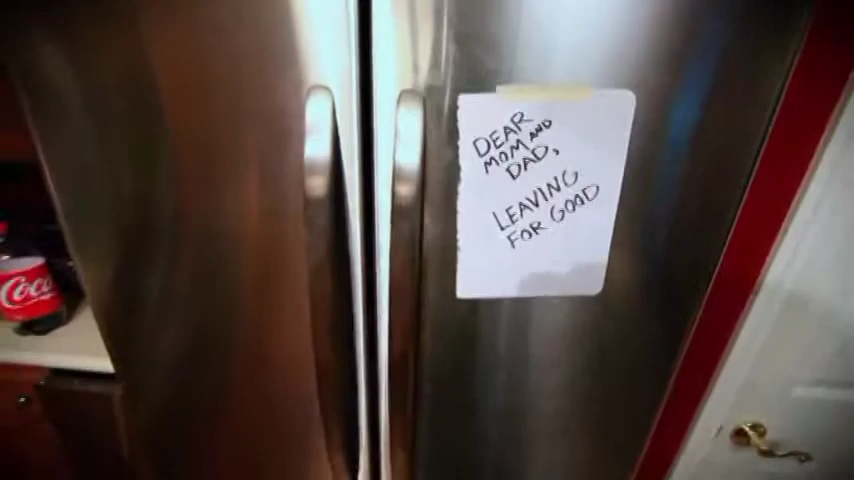 DEAR
MOM AND
DAD,
LEAVING
FOR GOOD
Coca